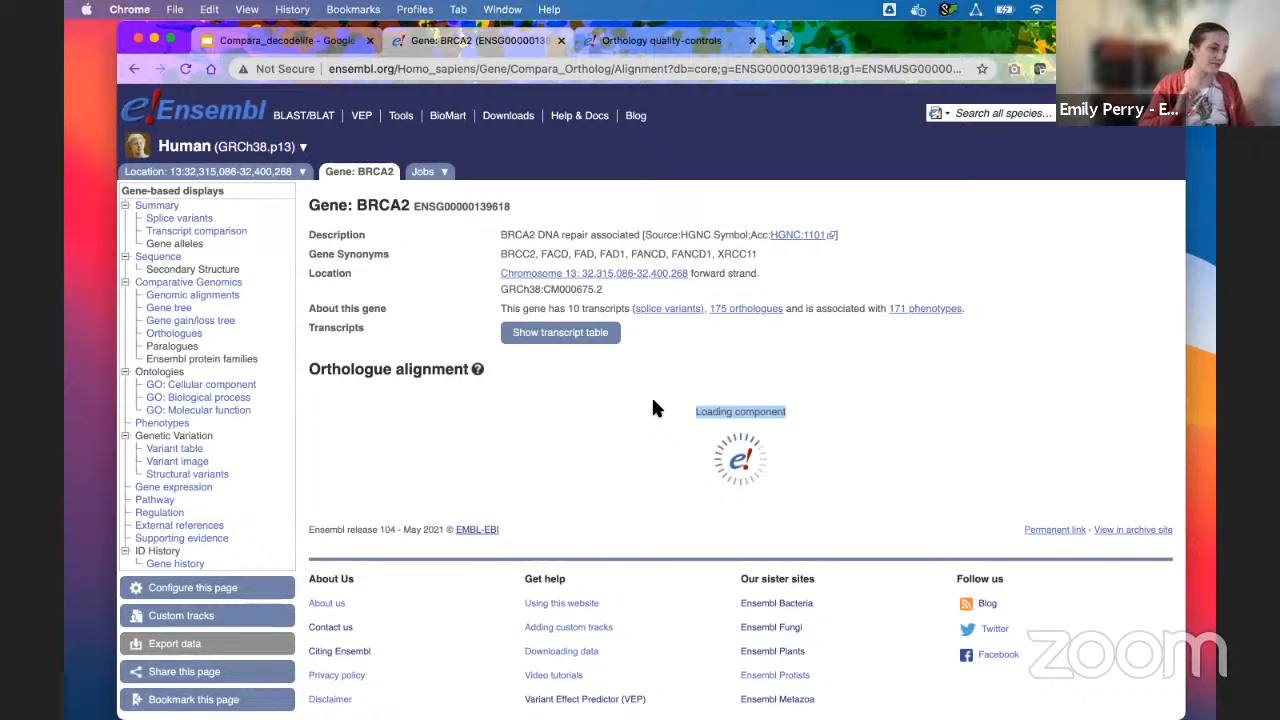 Chrome File Edit View History Bookmarks Profiles Tab Window Help
Compara_decodelife - Google
Gene: BRCA2 (ENSG00000139
Orthology quality-controls
Not Secure ensembl.org/Homo_sapiens/Gene/Compara_Ortholog/Alignment?db=core;g=ENSG00000139618;g1=ENSMUSG00000...
Emily Perry - E...
e!Ensembl BLAST/BLAT VEP Tools BioMart Downloads Help & Docs Blog
Search all species...
Human (GRCh38.p13)
Location: 13:32,315,086-32,400,268 Gene: BRCA2 Jobs
Gene-based displays
Summary
Splice variants
Transcript comparison
Gene alleles
Sequence
Secondary Structure
Comparative Genomics
Genomic alignments
Gene tree
Gene gain/loss tree
Orthologues
Paralogues
Ensembl protein families
Ontologies
GO: Cellular component
GO: Biological process
GO: Molecular function
Phenotypes
Genetic Variation
Variant table
Variant image
Structural variants
Gene expression
Pathway
Regulation
External references
Supporting evidence
ID History
Gene history
Configure this page
Custom tracks
Export data
Share this page
Bookmark this page
Gene: BRCA2 ENSG00000139618
Description BRCA2 DNA repair associated [Source:HGNC Symbol;Acc:HGNC:1101]
Gene Synonyms BRCC2, FACD, FAD, FAD1, FANCD, FANCD1, XRCC11
Location Chromosome 13: 32,315,086-32,400,268 forward strand.
GRCh38:CM000675.2
About this gene This gene has 10 transcripts (splice variants), 175 orthologues and is associated with 171 phenotypes.
Transcripts Show transcript table
Orthologue alignment
Loading component
e!
Ensembl release 104 - May 2021 © EMBL-EBI
Permanent link - View in archive site
About Us
About us
Contact us
Citing Ensembl
Privacy policy
Disclaimer
Get help
Using this website
Adding custom tracks
Downloading data
Video tutorials
Variant Effect Predictor (VEP)
Our sister sites
Ensembl Bacteria
Ensembl Fungi
Ensembl Plants
Ensembl Protists
Ensembl Metazoa
Follow us
Blog
Twitter
Facebook
zoom